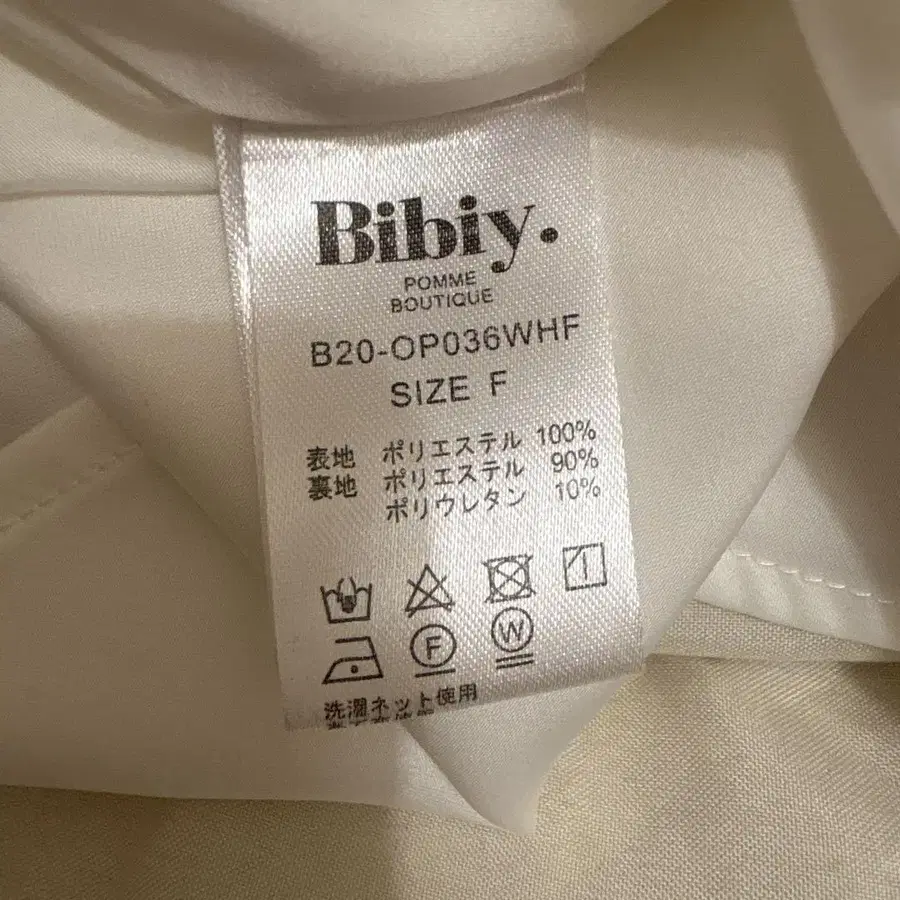 Bibiy.
POMME
BOUTIQUE
B20-OP036WHF
SIZE F
表地 ポリエステル 100%
裏地 ポリエステル 90%
ポリウレタン 10%
F
W
洗濯ネット使用